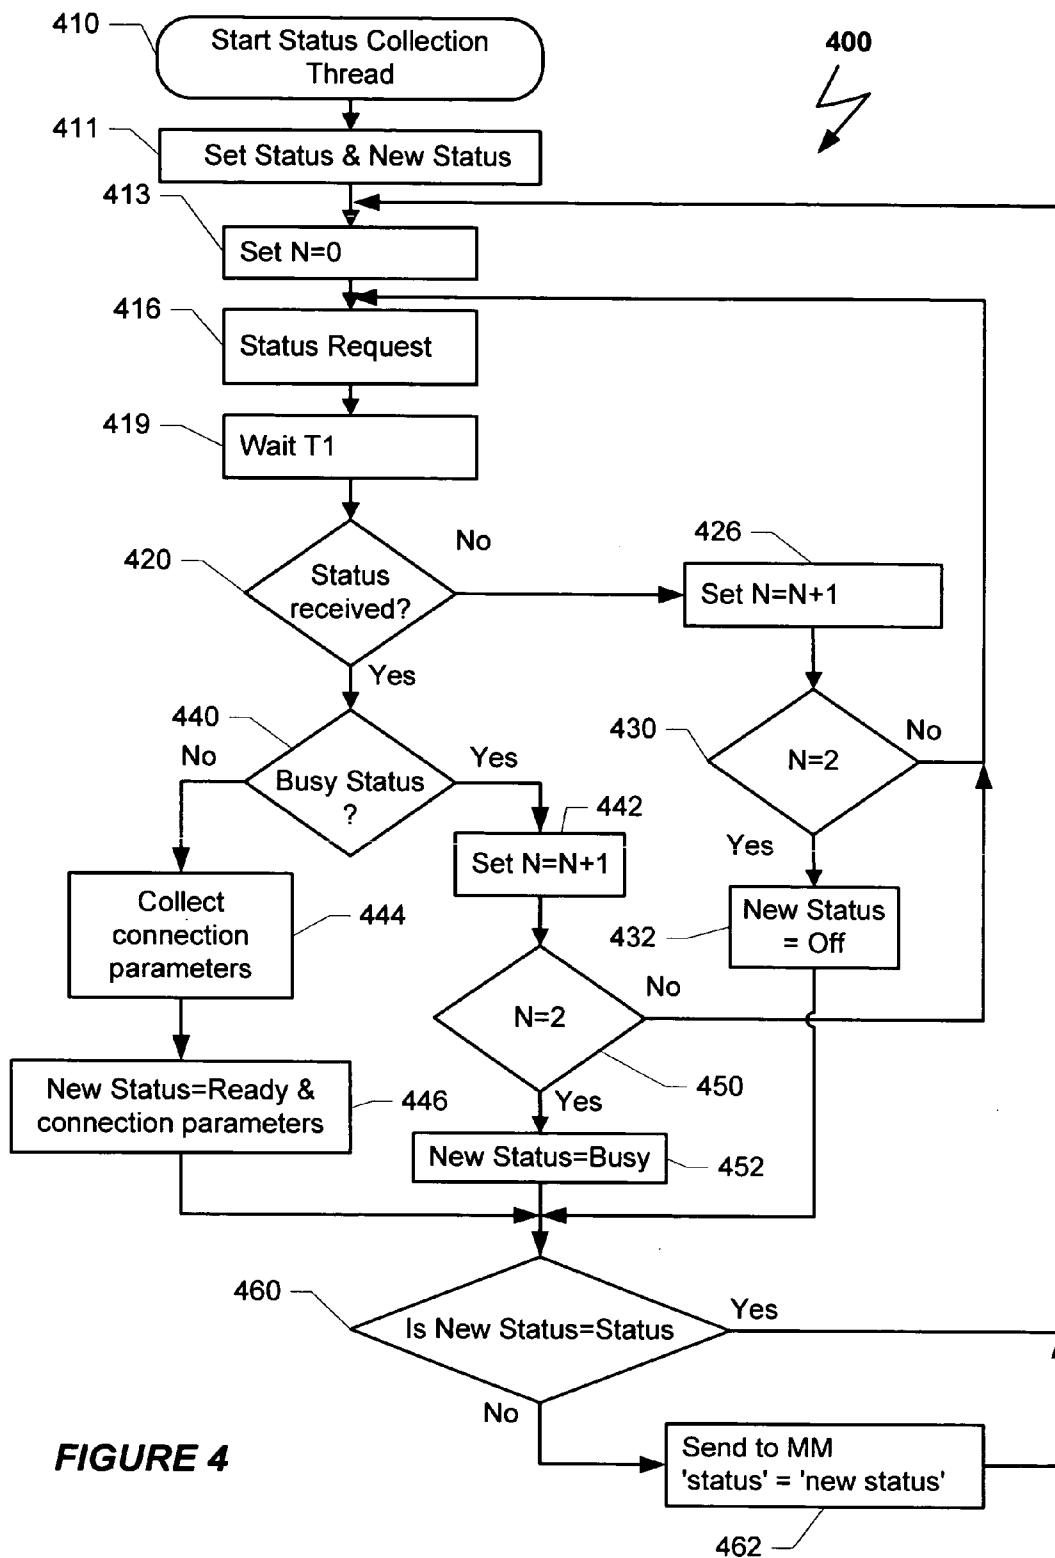 410
Start Status Collection
Thread
400
411
Set Status & New Status
413
Set N=0
416
Status Request
419
Wait T1
420
Status
received?
No
426
Set N=N+1
Yes
440
No
Busy Status
?
Yes
430
N=2
No
442
Set N=N+1
Yes
Collect
connection
parameters
444
432
New Status
= Off
N=2
No
450
New Status=Ready &
connection parameters
446
Yes
New Status=Busy
452
460
Is New Status=Status
Yes
No
FIGURE 4
Send to MM
'status' = 'new status'
462